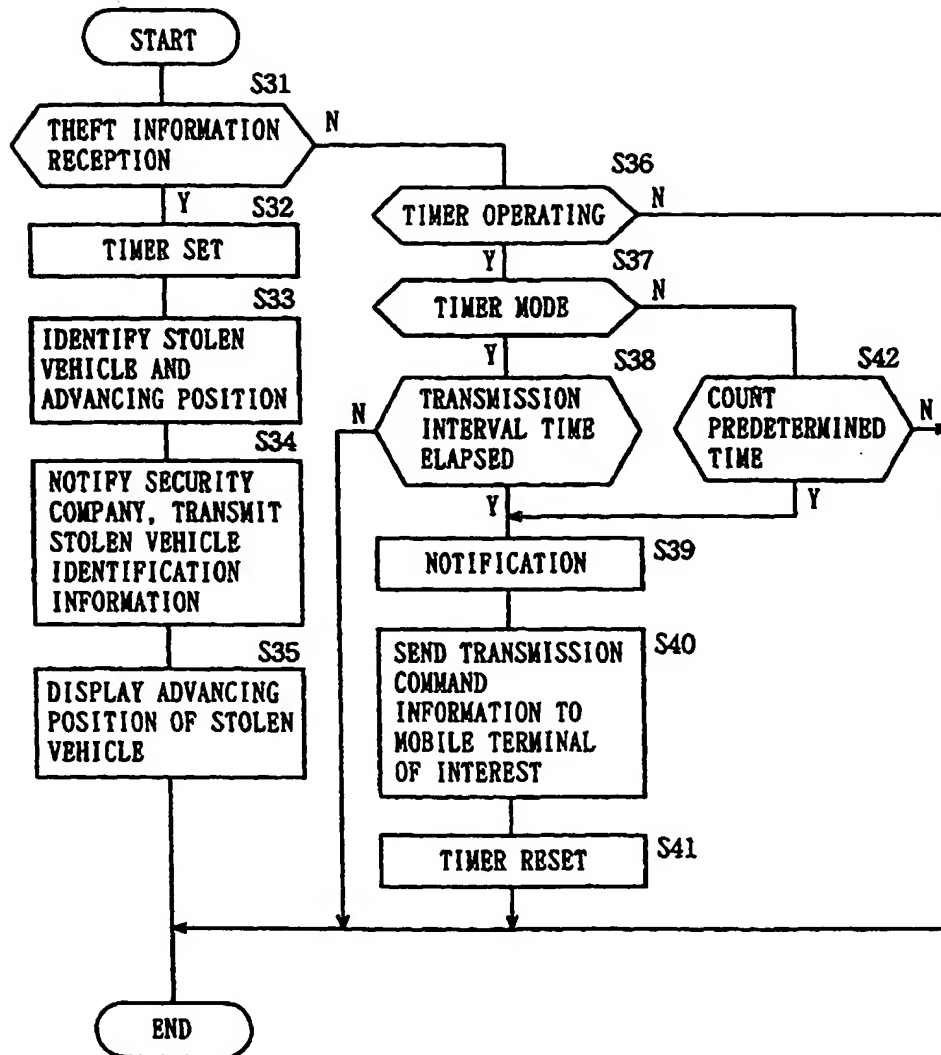 START
S31
THEFT INFORMATION
RECEPTION
N
Y
S32
TIMER SET
S33
IDENTIFY STOLEN
VEHICLE AND
ADVANCING POSITION
S34
NOTIFY SECURITY
COMPANY, TRANSMIT
STOLEN VEHICLE
IDENTIFICATION
INFORMATION
S35
DISPLAY ADVANCING
POSITION OF STOLEN
VEHICLE
END
S36
TIMER OPERATING
N
Y
S37
TIMER MODE
N
Y
S38
TRANSMISSION
INTERVAL TIME
ELAPSED
N
Y
S42
COUNT
PREDETERMINED
TIME
N
Y
S39
NOTIFICATION
S40
SEND TRANSMISSION
COMMAND
INFORMATION TO
MOBILE TERMINAL
OF INTEREST
S41
TIMER RESET